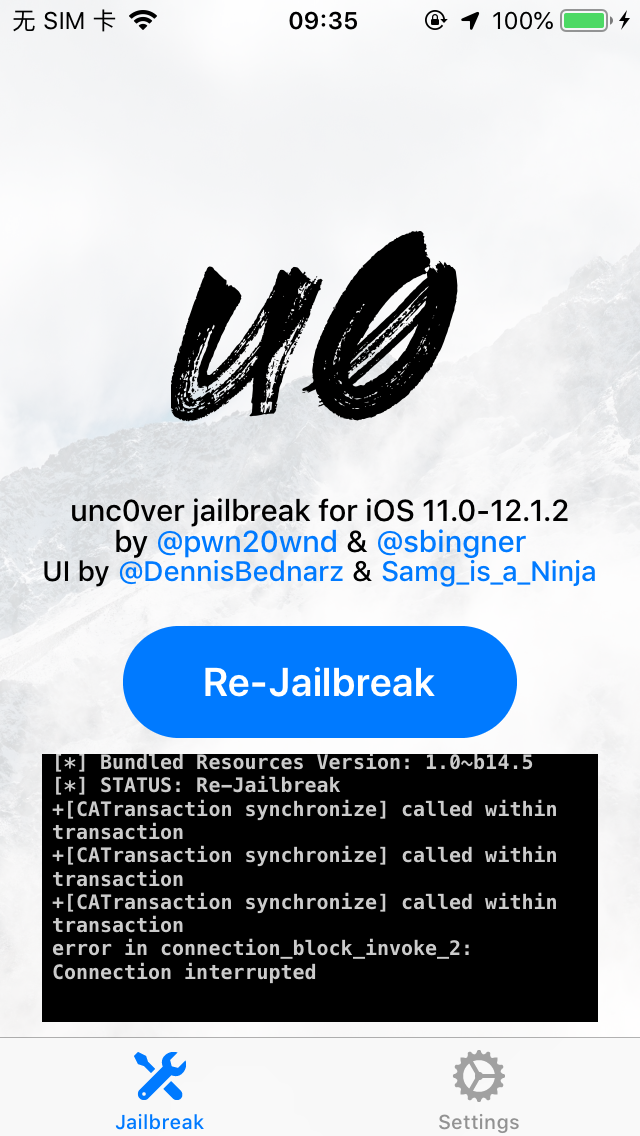 无 SIM 卡
09:35
100%
u0
unc0ver jailbreak for iOS 11.0-12.1.2
by @pwn20wnd & @sbingner
UI by @DennisBednarz & Samg_is_a_Ninja
Re-Jailbreak
[*] Bundled Resources Version: 1.0~b14.5
[*] STATUS: Re-Jailbreak
+[CATransaction synchronize] called within
transaction
+[CATransaction synchronize] called within
transaction
+[CATransaction synchronize] called within
transaction
error in connection_block_invoke_2:
Connection interrupted
Jailbreak
Settings